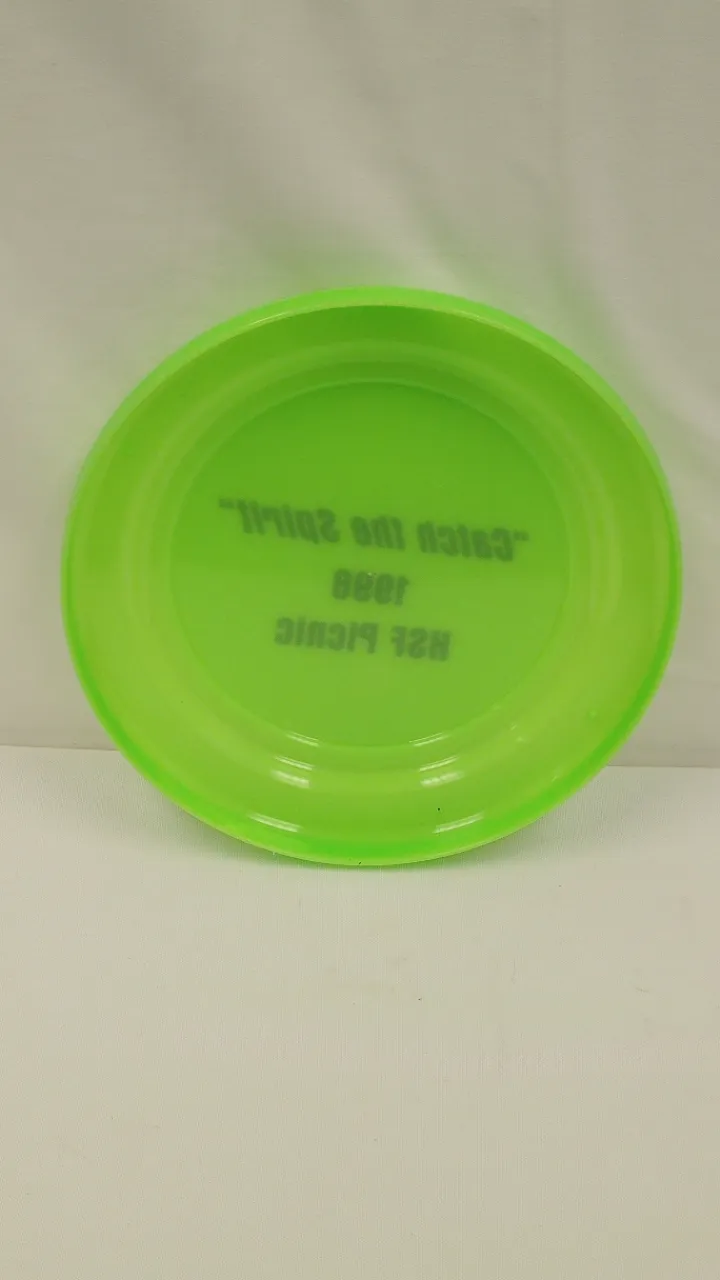 "Catch the Spirit"
1998
NSF Picnic